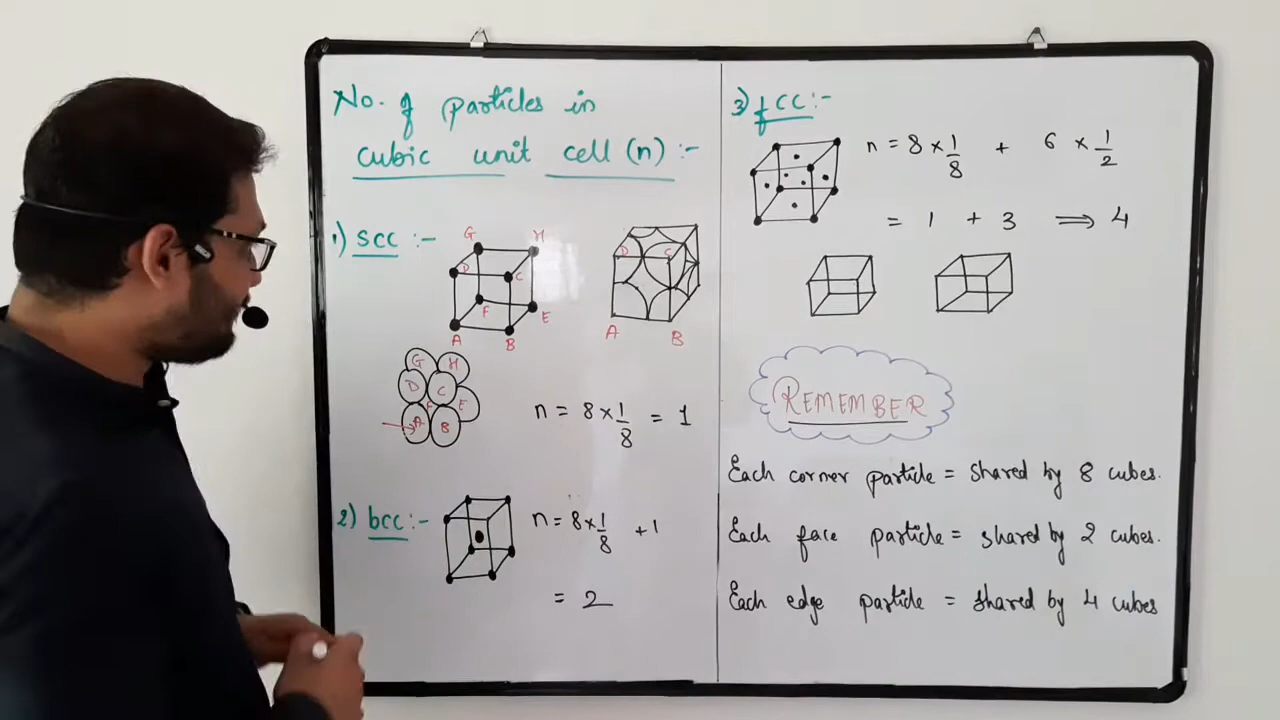 No. of particles in
cubic unit cell (n) :-
1) scc :-
G H
D C
F E
A B
D C
A B
G H
D C
F E
A B
n = 8 × 1/8 = 1
2) bcc :-
n = 8 × 1/8 + 1
= 2
3) fcc :-
n = 8 × 1/8 + 6 × 1/2
= 1 + 3 ⟹ 4
REMEMBER
Each corner particle = shared by 8 cubes.
Each face particle = shared by 2 cubes.
Each edge particle = shared by 4 cubes